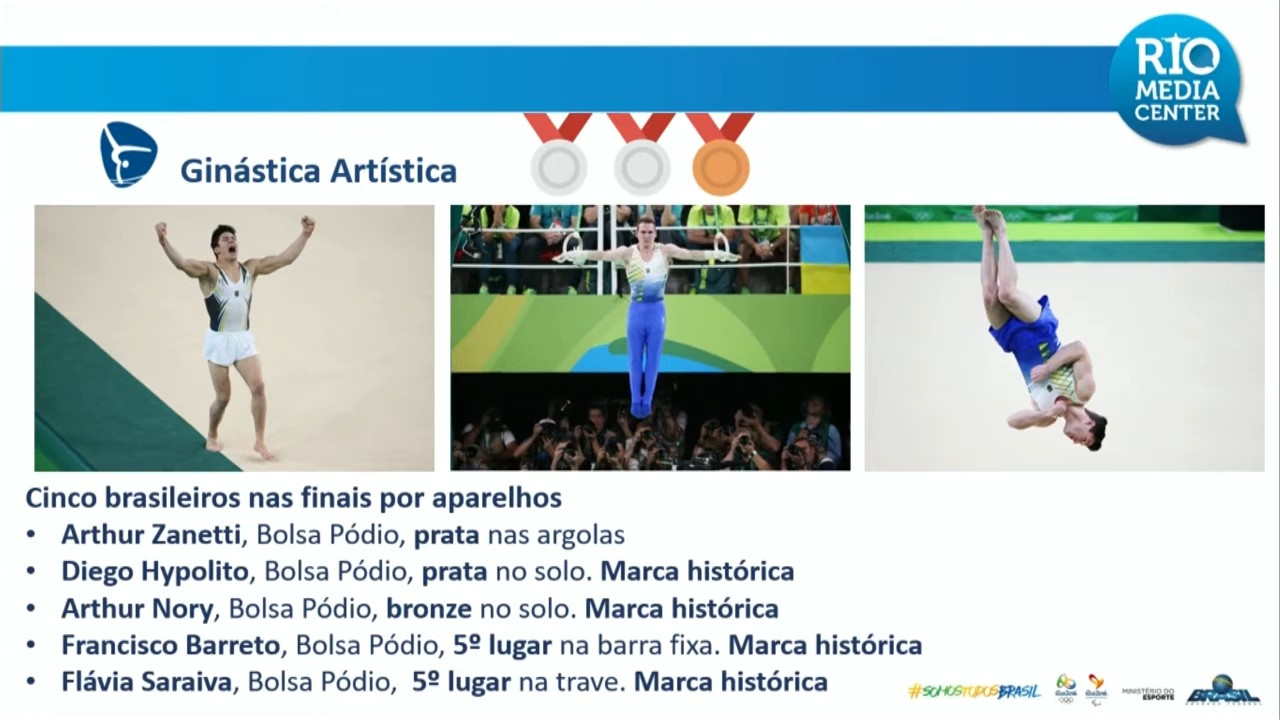 RIO
MEDIA
CENTER
Ginástica Artística
Cinco brasileiros nas finais por aparelhos
• Arthur Zanetti, Bolsa Pódio, prata nas argolas
• Diego Hypolito, Bolsa Pódio, prata no solo. Marca histórica
• Arthur Nory, Bolsa Pódio, bronze no solo. Marca histórica
• Francisco Barreto, Bolsa Pódio, 5º lugar na barra fixa. Marca histórica
• Flávia Saraiva, Bolsa Pódio, 5º lugar na trave. Marca histórica
#SOMOSTODOSBRASIL
MINISTÉRIO DO
ESPORTE
BRASIL